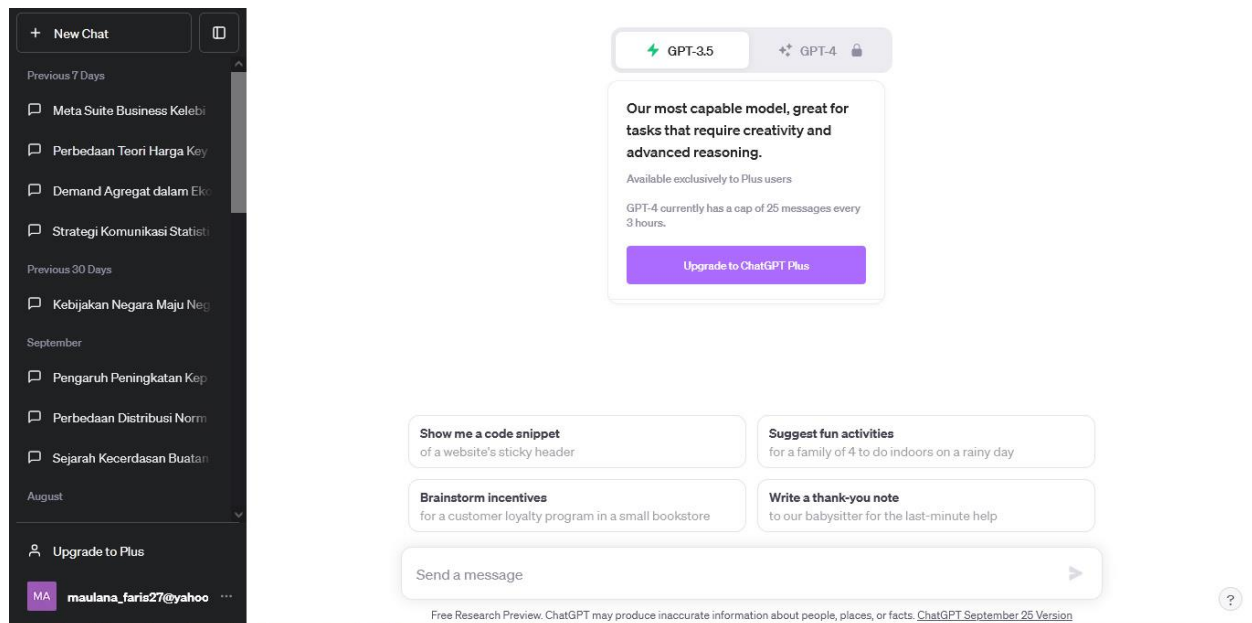 New Chat
Previous 7 Days
Meta Suite Business Kelebi
Perbedaan Teori Harga Key
Demand Agregat dalam Eko
Strategi Komunikasi Statisti
Previous 30 Days
Kebijakan Negara Maju Neg
September
Pengaruh Peningkatan Kep
Perbedaan Distribusi Norm
Sejarah Kecerdasan Buatan
August
Upgrade to Plus
MA maulana_faris27@yahoo ...
GPT-3.5 GPT-4
Our most capable model, great for
tasks that require creativity and
advanced reasoning.
Available exclusively to Plus users
GPT-4 currently has a cap of 25 messages every
3 hours.
Upgrade to ChatGPT Plus
Show me a code snippet
of a website's sticky header
Suggest fun activities
for a family of 4 to do indoors on a rainy day
Brainstorm incentives
for a customer loyalty program in a small bookstore
Write a thank-you note
to our babysitter for the last-minute help
Send a message
Free Research Preview. ChatGPT may produce inaccurate information about people, places, or facts. ChatGPT September 25 Version
?